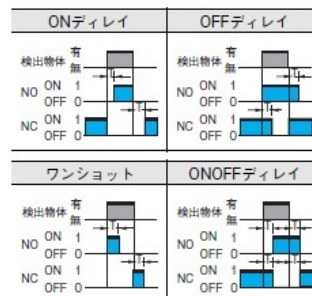 ONディレイ
検出物体 有
無
T
NO ON 1
OFF 0
T
NC ON 1
OFF 0
OFFディレイ
検出物体 有
無
T
NO ON 1
OFF 0
T
NC ON 1
OFF 0
ワンショット
検出物体 有
無
T
NO ON 1
OFF 0
T
NC ON 1
OFF 0
ONOFFディレイ
検出物体 有
無
T T
NO ON 1
OFF 0
T T
NC ON 1
OFF 0